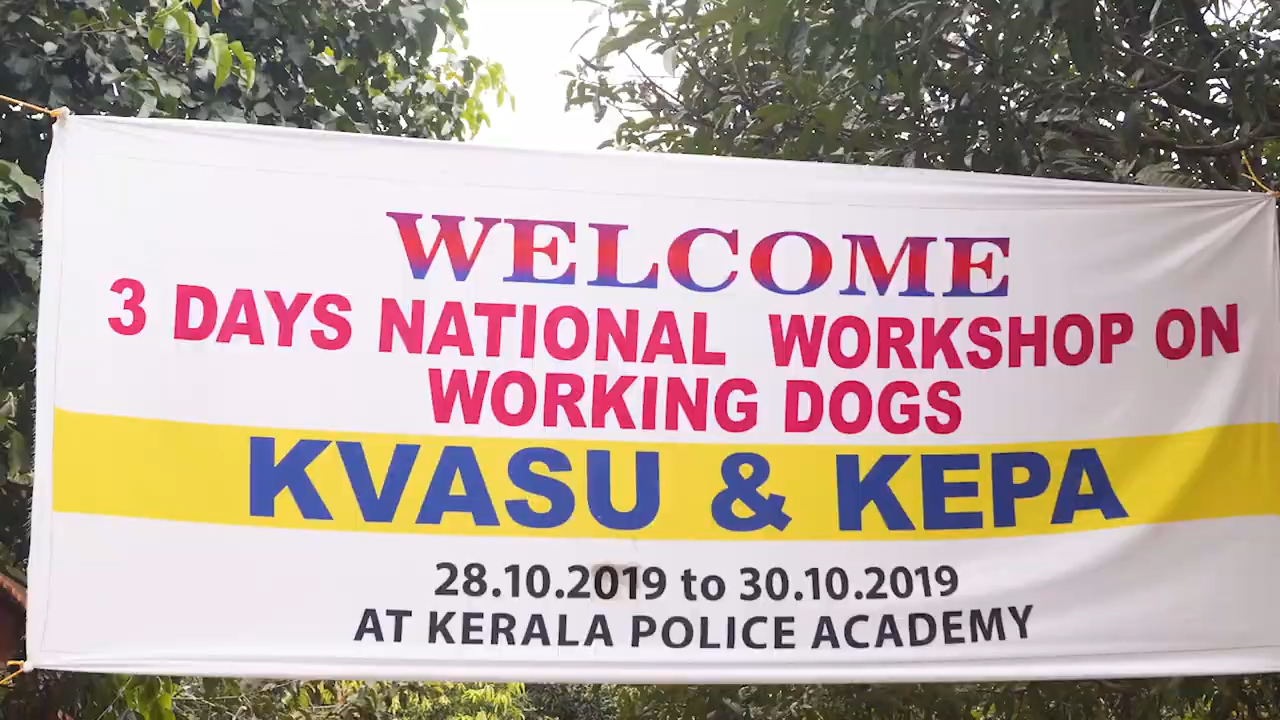 WELCOME
3 DAYS NATIONAL WORKSHOP ON
WORKING DOGS
KVASU & KEPA
28.10.2019 to 30.10.2019
AT KERALA POLICE ACADEMY